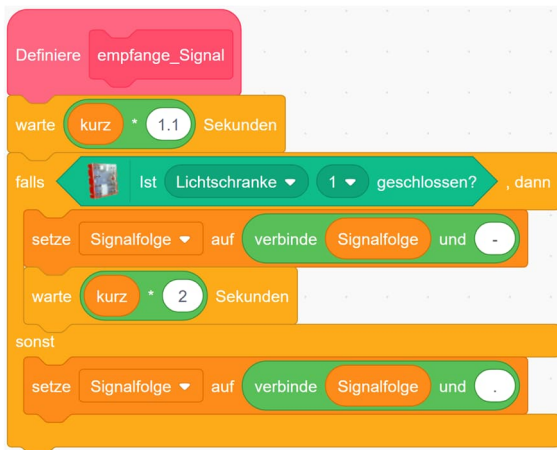 Definiere empfange_Signal
warte kurz * 1.1 Sekunden
falls Ist Lichtschranke 1 geschlossen? , dann
setze Signalfolge auf verbinde Signalfolge und -
warte kurz * 2 Sekunden
sonst
setze Signalfolge auf verbinde Signalfolge und .